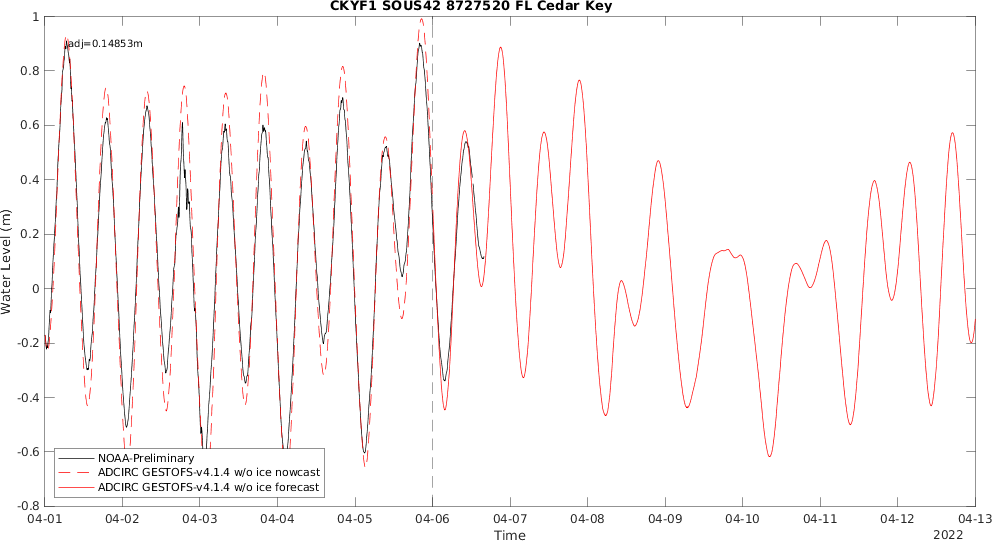 CKYF1 SOUS42 8727520 FL Cedar Key
adj=0.14853m
Water Level (m)
1
0.8
0.6
0.4
0.2
0
-0.2
-0.4
-0.6
-0.8
NOAA-Preliminary
ADCIRC GESTOFS-v4.1.4 w/o ice nowcast
ADCIRC GESTOFS-v4.1.4 w/o ice forecast
04-01 04-02 04-03 04-04 04-05 04-06 04-07 04-08 04-09 04-10 04-11 04-12 04-13
Time
2022